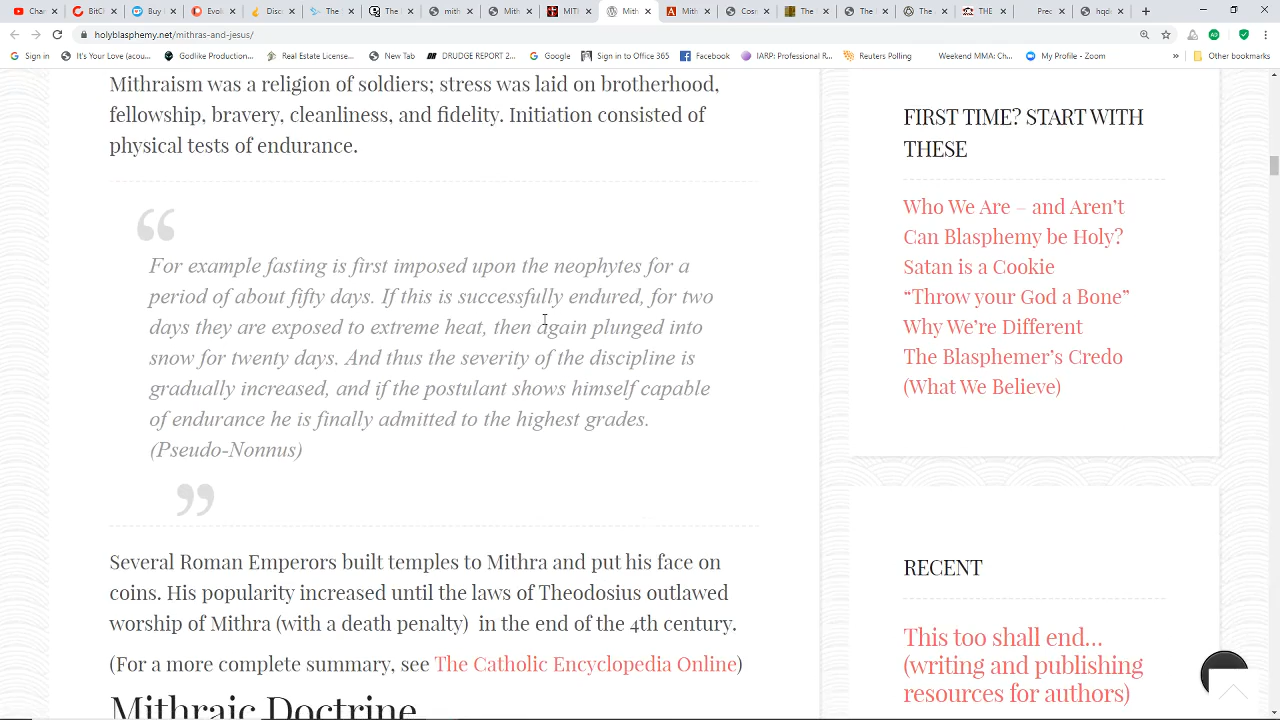 holyblasphemy.net/mithras-and-jesus/
Sign in
It's Your Love (acou...
Godlike Production...
Real Estate License...
New Tab
DAILY CRYPTO REPORT
Google
Sign in to Office 365
Facebook
IARP: Professional...
Reuters Polling
Weekend MMA: Ch...
My Profile - Zoom
»
Other bookmarks
Mithraism was a religion of soldiers; stress was laid on brotherhood,
fellowship, bravery, cleanliness, and fidelity. Initiation consisted of
physical tests of endurance.
“
For example fasting is first imposed upon the neophytes for a
period of about fifty days. If this is successfully endured, for two
days they are exposed to extreme heat, then again plunged into
snow for twenty days. And thus the severity of the discipline is
gradually increased, and if the postulant shows himself capable
of endurance he is finally admitted to the highest grades.
(Pseudo-Nonnus)
”
Several Roman Emperors built temples to Mithra and put his face on
coins. His popularity increased until the laws of Theodosius outlawed
worship of Mithra (with a death penalty) in the end of the 4th century.
(For a more complete summary, see The Catholic Encyclopedia Online)
Mithraic Doctrine
FIRST TIME? START WITH
THESE
Who We Are – and Aren’t
Can Blasphemy be Holy?
Satan is a Cookie
“Throw your God a Bone”
Why We’re Different
The Blasphemer’s Credo
(What We Believe)
RECENT
This too shall end…
(writing and publishing
resources for authors)